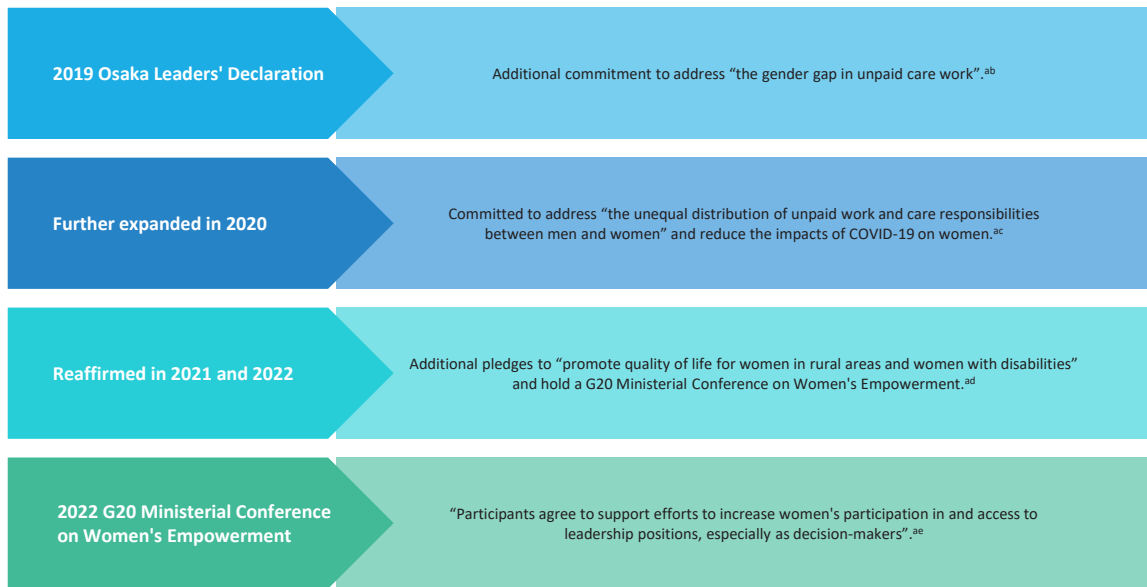 2019 Osaka Leaders' Declaration
Additional commitment to address “the gender gap in unpaid care work”.ab
Further expanded in 2020
Committed to address “the unequal distribution of unpaid work and care responsibilities
between men and women” and reduce the impacts of COVID-19 on women.ac
Reaffirmed in 2021 and 2022
Additional pledges to “promote quality of life for women in rural areas and women with disabilities”
and hold a G20 Ministerial Conference on Women's Empowerment.ad
2022 G20 Ministerial Conference
on Women's Empowerment
“Participants agree to support efforts to increase women's participation in and access to
leadership positions, especially as decision-makers”.ae